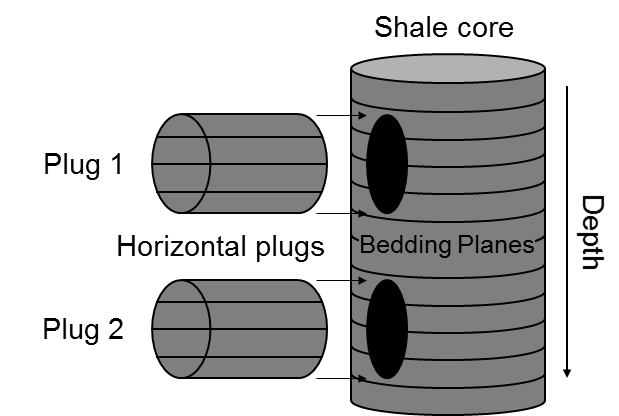 Shale core
Plug 1
Horizontal plugs
Bedding Planes
Depth
Plug 2